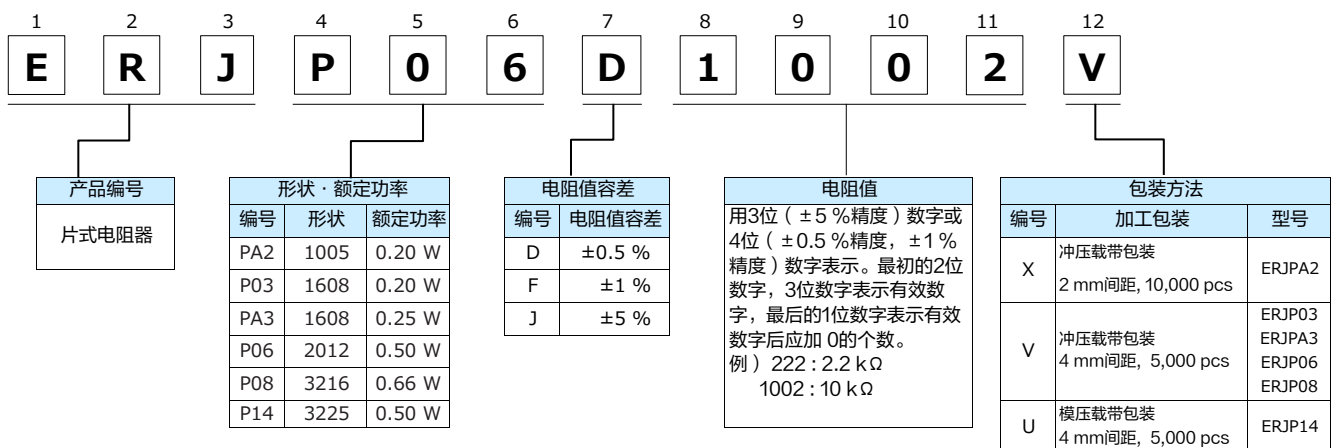 1 2 3 4 5 6 7 8 9 10 11 12
E R J P 0 6 D 1 0 0 2 V
产品编号
片式电阻器
形状·额定功率
编号 形状 额定功率
PA2 1005 0.20 W
P03 1608 0.20 W
PA3 1608 0.25 W
P06 2012 0.50 W
P08 3216 0.66 W
P14 3225 0.50 W
电阻值容差
编号 电阻值容差
D ±0.5 %
F ±1 %
J ±5 %
电阻值
用3位（±5 %精度）数字或
4位（±0.5 %精度，±1 %
精度）数字表示。最初的2位
数字，3位数字表示有效数
字，最后的1位数字表示有效
数字后应加 0的个数。
例）222 : 2.2 kΩ
1002 : 10 kΩ
包装方法
编号 加工包装 型号
X
冲压载带包装
2 mm间距, 10,000 pcs
ERJPA2
V
冲压载带包装
4 mm间距, 5,000 pcs
ERJP03
ERJPA3
ERJP06
ERJP08
U
模压载带包装
4 mm间距, 5,000 pcs
ERJP14